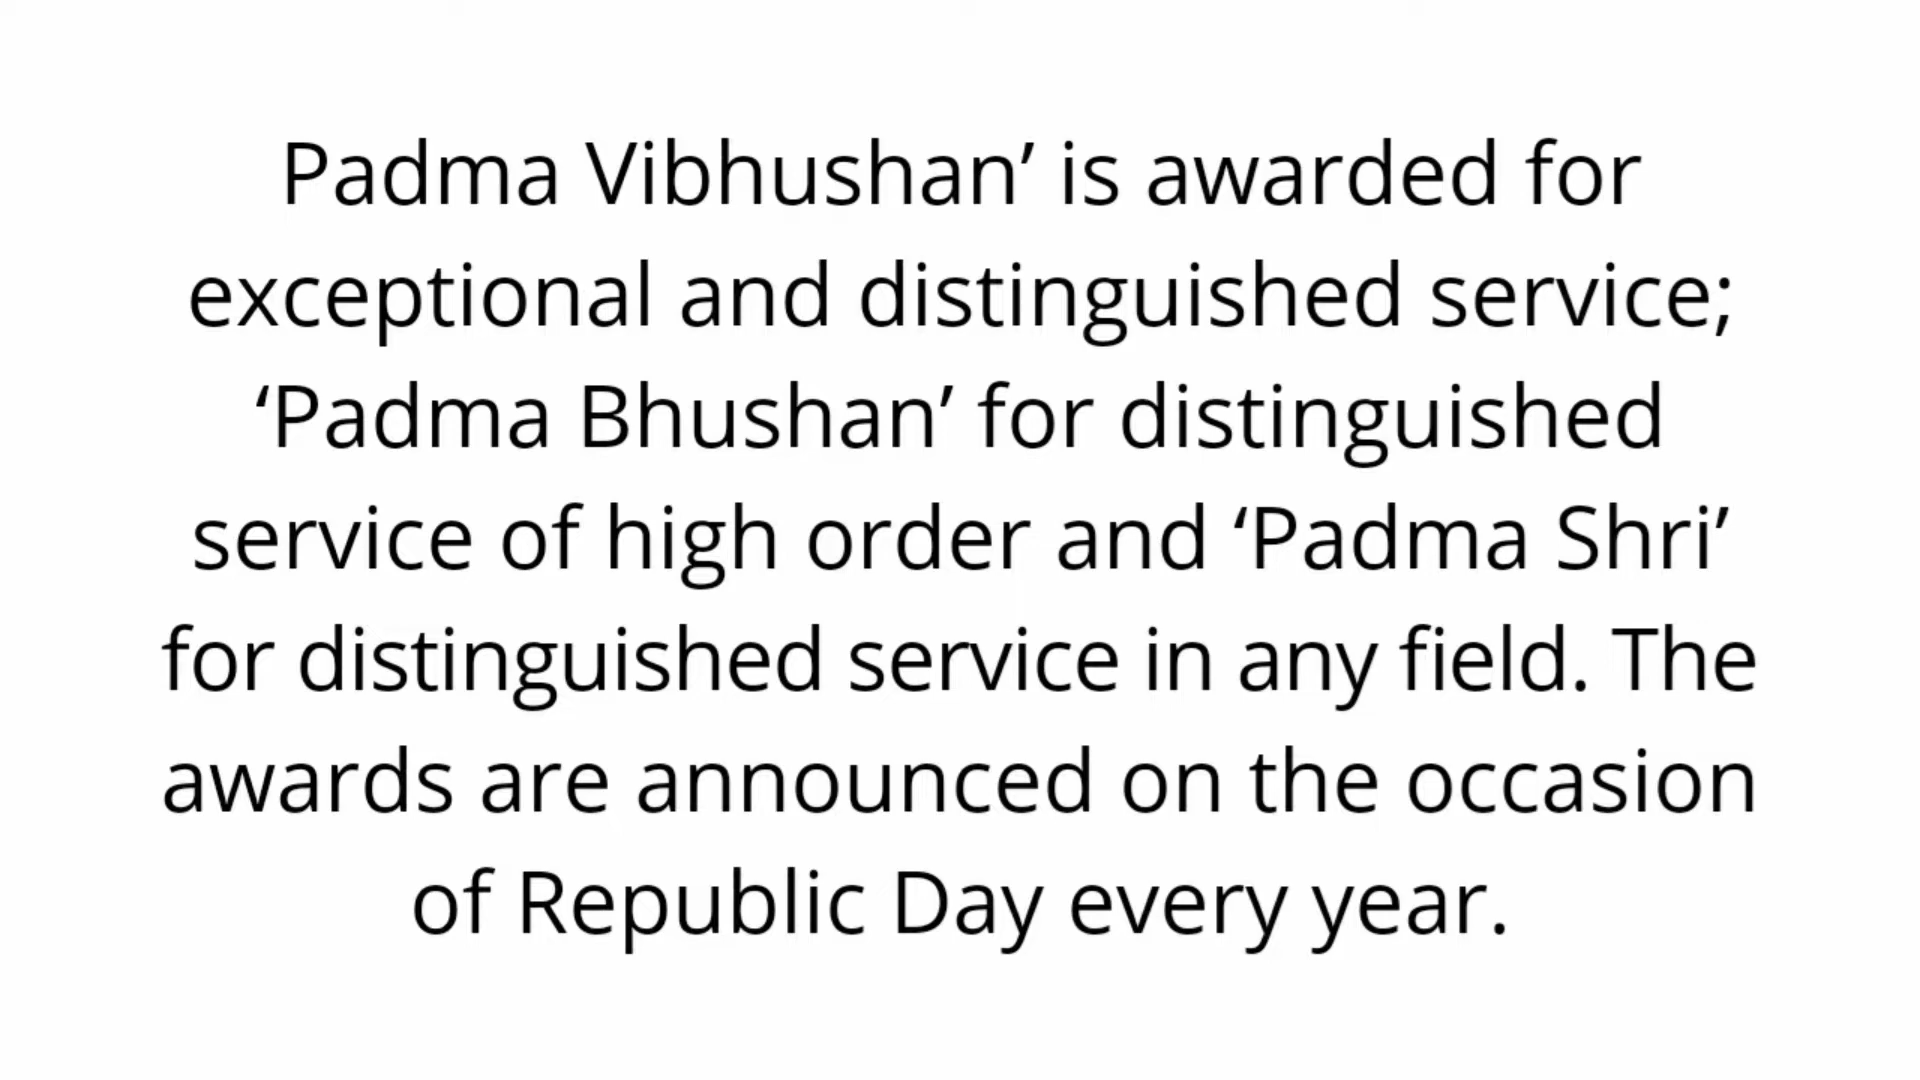 Padma Vibhushan’ is awarded for
exceptional and distinguished service;
‘Padma Bhushan’ for distinguished
service of high order and ‘Padma Shri’
for distinguished service in any field. The
awards are announced on the occasion
of Republic Day every year.